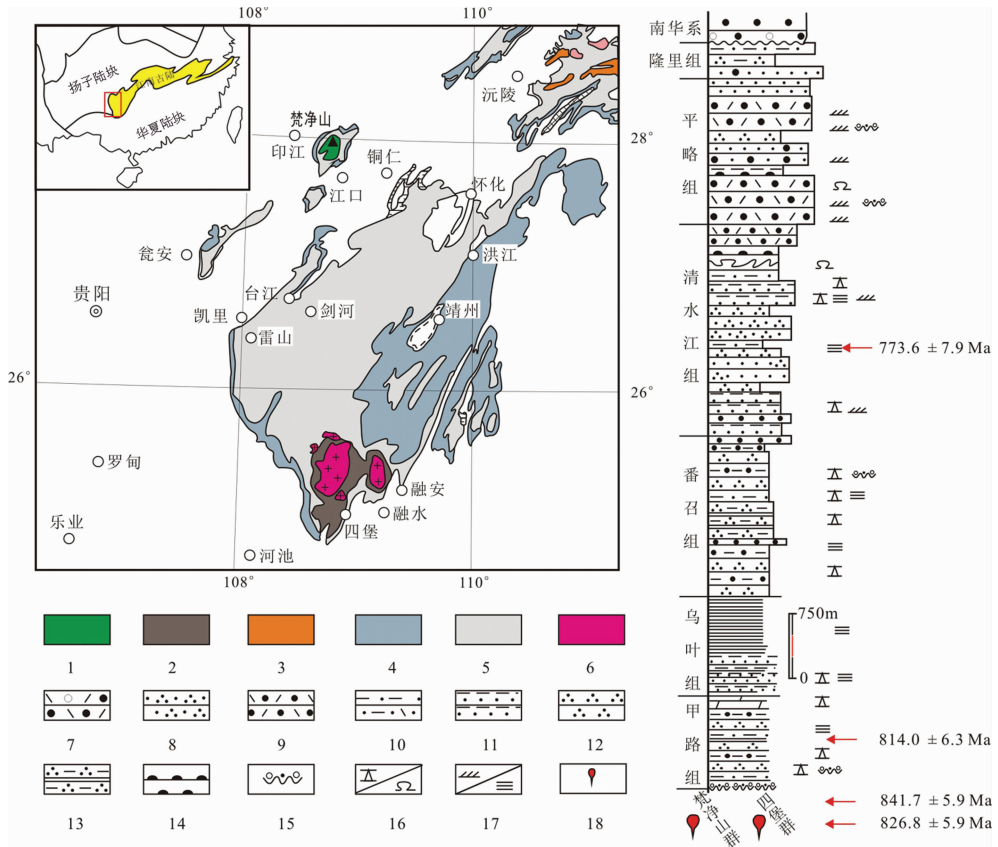 108°
110°
扬子陆块
江南古陆
华夏陆块
沅陵
梵净山
28°
印江
铜仁
江口
怀化
瓮安
洪江
台江
贵阳
剑河
靖州
凯里
雷山
26°
26°
罗甸
融安
融水
四堡
乐业
河池
108°
110°
1
2
3
4
5
6
7
8
9
10
11
12
13
14
15
16
17
18
南华系
隆里组
平略组
清水江组
773.6 ± 7.9 Ma
番召组
乌叶组
750m
0
甲路组
814.0 ± 6.3 Ma
梵净山群
四堡群
841.7 ± 5.9 Ma
826.8 ± 5.9 Ma